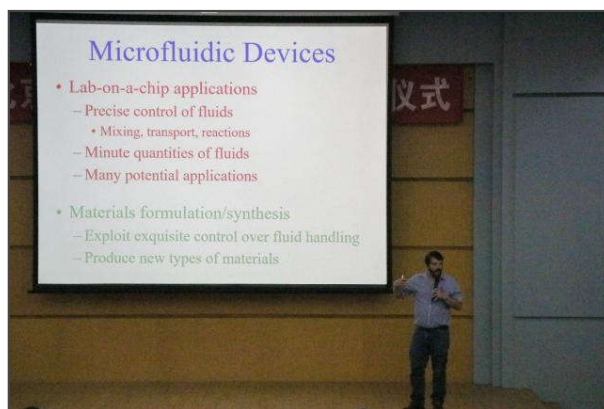 Microfluidic Devices
• Lab-on-a-chip applications
– Precise control of fluids
• Mixing, transport, reactions
– Minute quantities of fluids
– Many potential applications
• Materials formulation/synthesis
– Exploit exquisite control over fluid handling
– Produce new types of materials
仪式